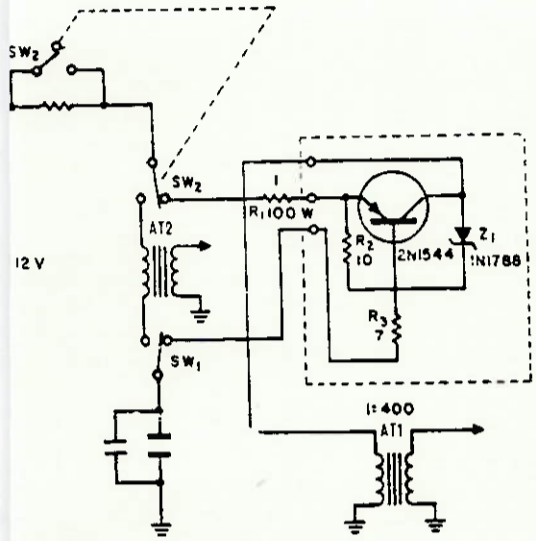 SW2
SW2
1
R1 100 W
R2
10
2N1544
Z1
1N1788
AT2
12 V
R3
7
SW1
1:400
AT1